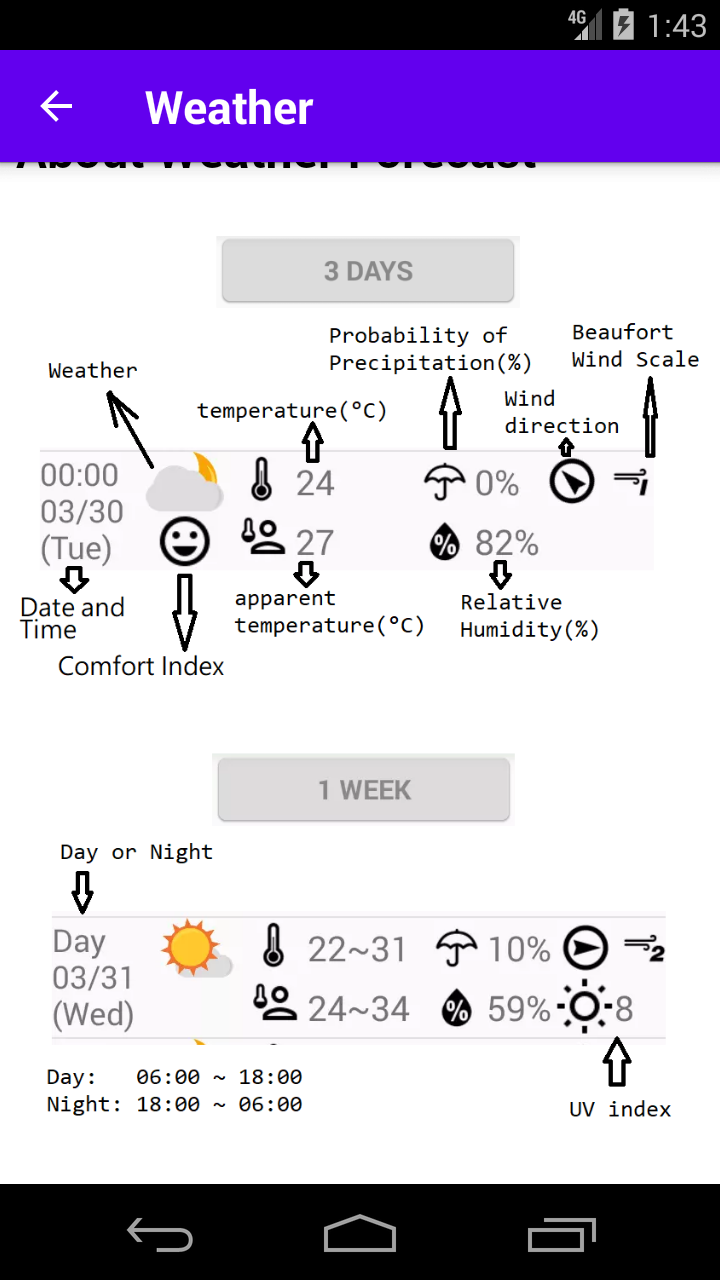 4G 1:43
Weather
About Weather Forecast
3 DAYS
Probability of
Precipitation(%)
Beaufort
Wind Scale
Weather
temperature(°C)
Wind
direction
00:00
03/30
(Tue)
24
0%
1
27
%
82%
Date and
Time
apparent
temperature(°C)
Relative
Humidity(%)
Comfort Index
1 WEEK
Day or Night
Day
03/31
(Wed)
22~31
10%
2
24~34
%
59%
8
Day: 06:00 ~ 18:00
Night: 18:00 ~ 06:00
UV index